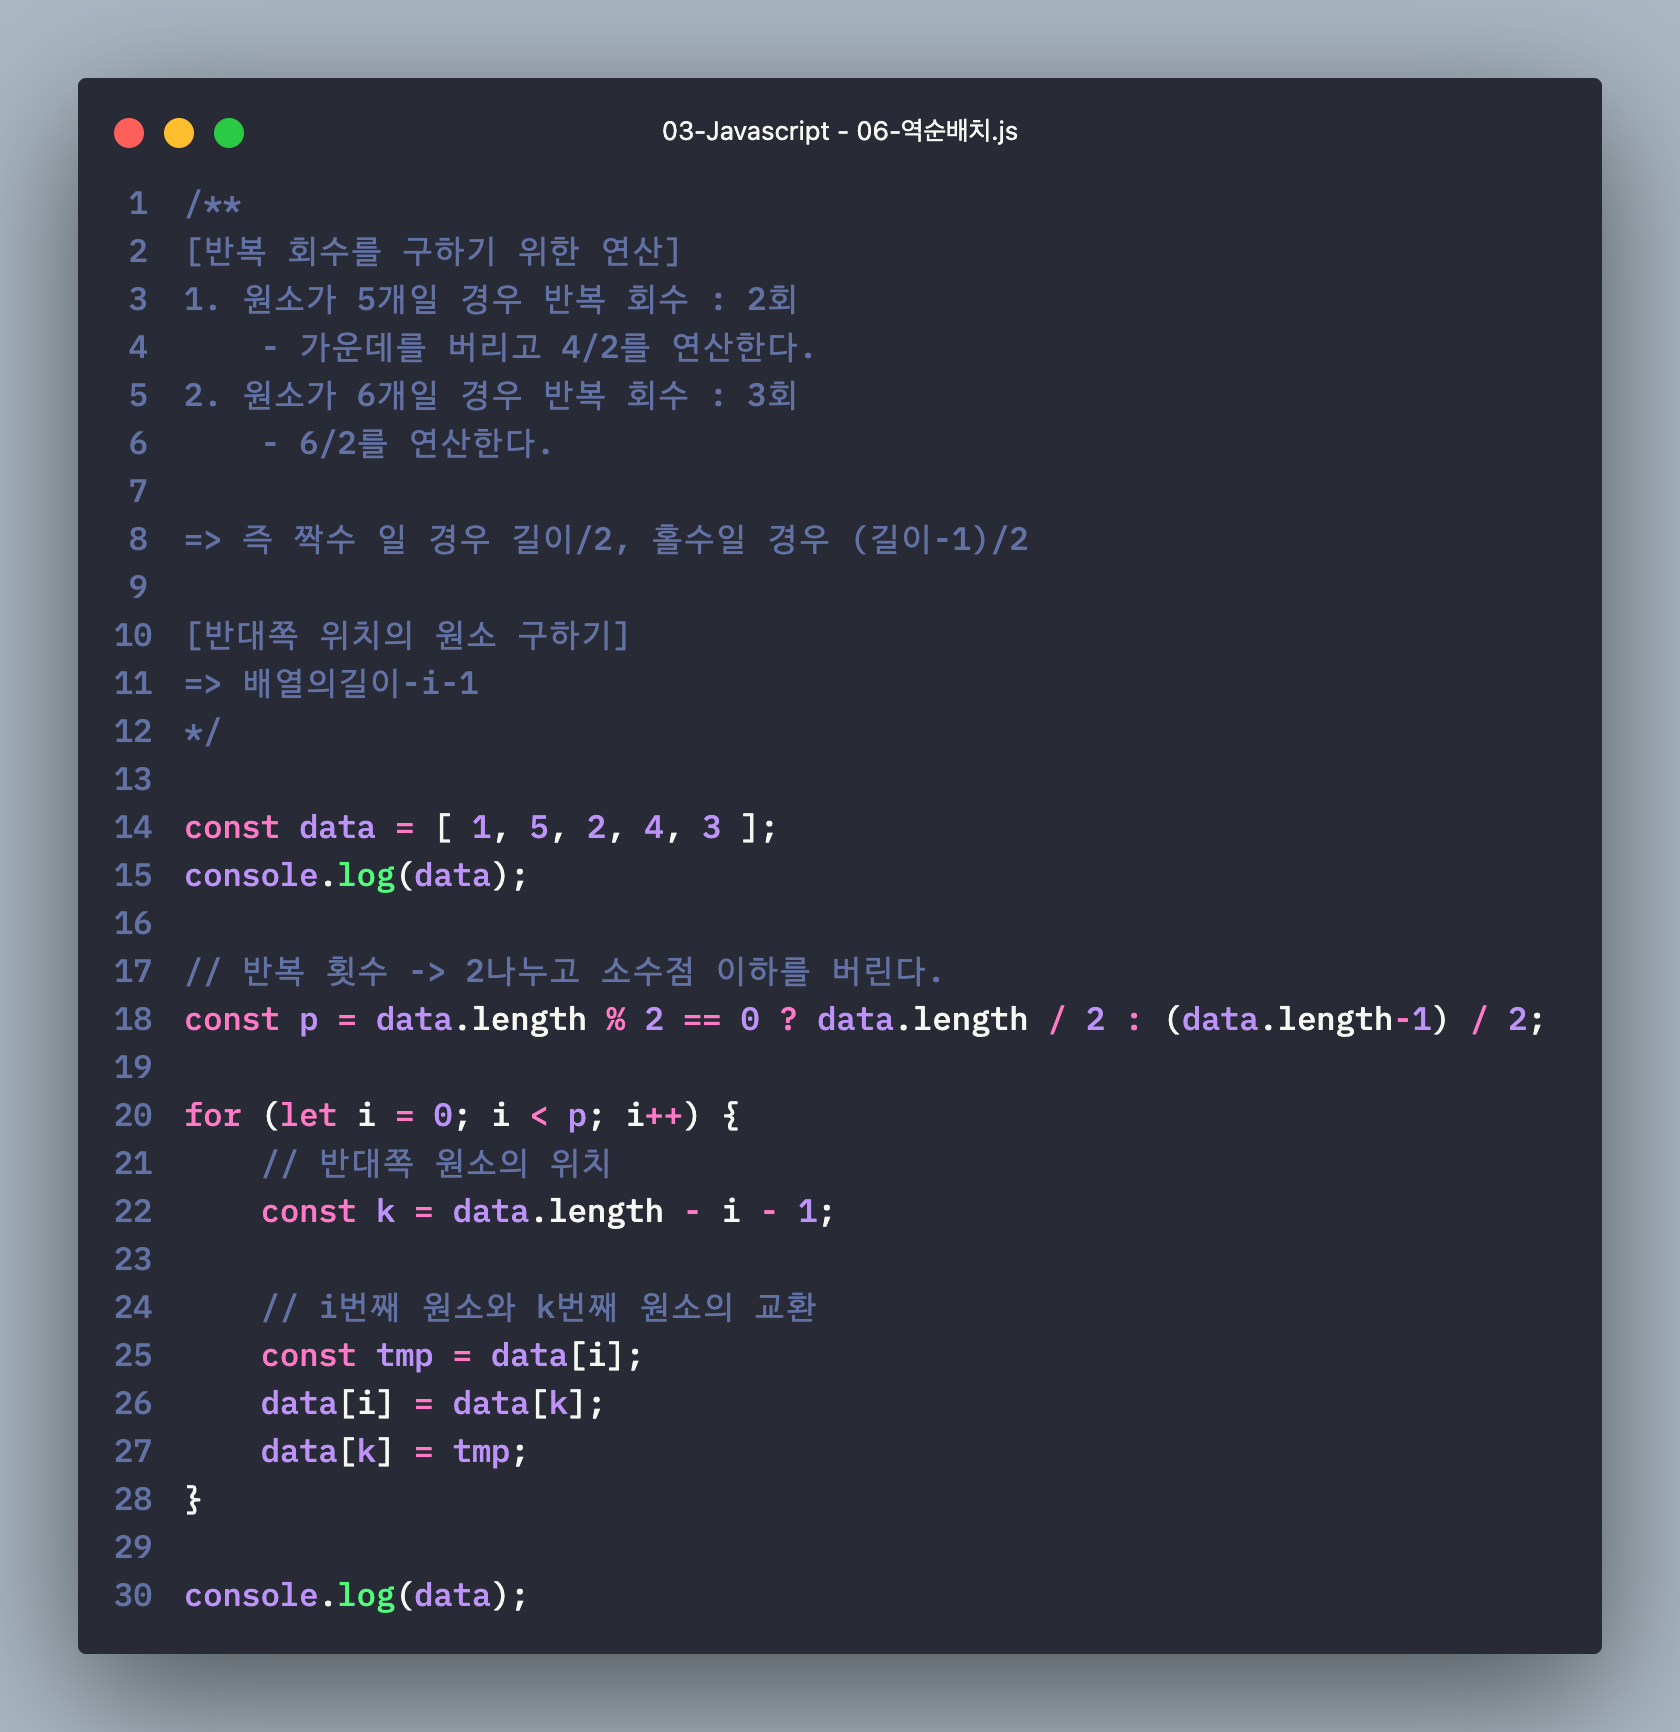 03-Javascript - 06-역순배치.js
1 /**
2 [반복 회수를 구하기 위한 연산]
3 1. 원소가 5개일 경우 반복 회수 : 2회
4     - 가운데를 버리고 4/2를 연산한다.
5 2. 원소가 6개일 경우 반복 회수 : 3회
6     - 6/2를 연산한다.
7
8 => 즉 짝수 일 경우 길이/2, 홀수일 경우 (길이-1)/2
9
10 [반대쪽 위치의 원소 구하기]
11 => 배열의길이-i-1
12 */
13
14 const data = [ 1, 5, 2, 4, 3 ];
15 console.log(data);
16
17 // 반복 횟수 -> 2나누고 소수점 이하를 버린다.
18 const p = data.length % 2 == 0 ? data.length / 2 : (data.length-1) / 2;
19
20 for (let i = 0; i < p; i++) {
21     // 반대쪽 원소의 위치
22     const k = data.length - i - 1;
23
24     // i번째 원소와 k번째 원소의 교환
25     const tmp = data[i];
26     data[i] = data[k];
27     data[k] = tmp;
28 }
29
30 console.log(data);